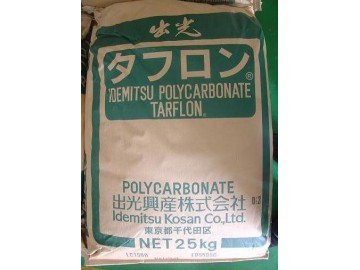 出光
タフロン®
IDEMITSU POLYCARBONATE
TARFLON®
POLYCARBONATE
出光興産株式会社
Idemitsu Kosan Co.,Ltd.
東京都千代田区
NET 25kg